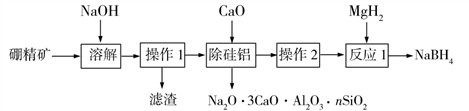 NaOH CaO MgH₂
硼精矿 溶解 操作1 除硅铝 操作2 反应1 NaBH₄
滤渣 Na₂O·3CaO·Al₂O₃·nSiO₂